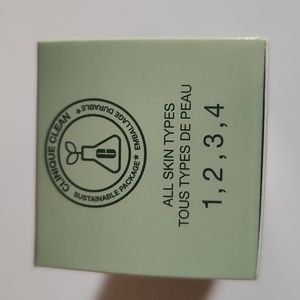 CLINIQUE CLEAN
SUSTAINABLE PACKAGE* EMBALLAGE DURABLE*
C
ALL SKIN TYPES
TOUS TYPES DE PEAU
1, 2, 3, 4